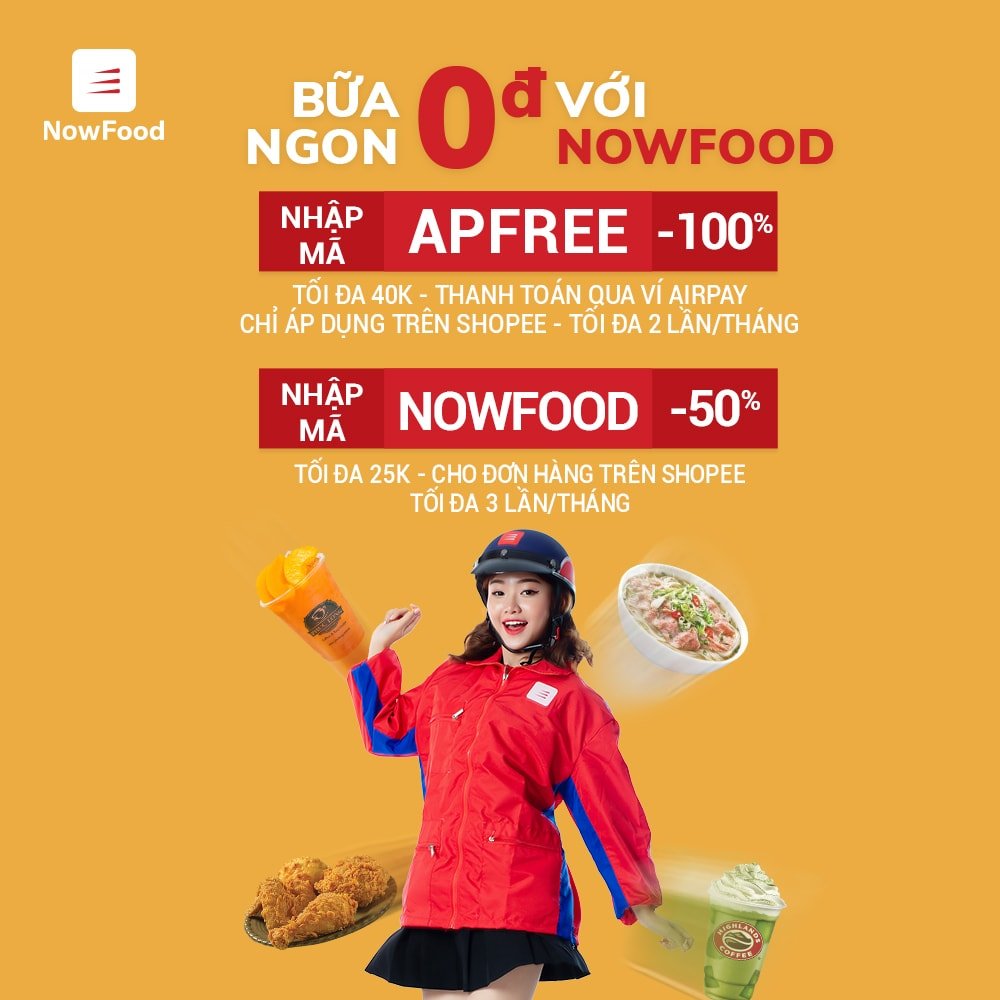 NowFood
BỮA NGON 0đ VỚI NOWFOOD
NHẬP MÃ APFREE -100%
TỐI ĐA 40K - THANH TOÁN QUA VÍ AIRPAY
CHỈ ÁP DỤNG TRÊN SHOPEE - TỐI ĐA 2 LẦN/THÁNG
NHẬP MÃ NOWFOOD -50%
TỐI ĐA 25K - CHO ĐƠN HÀNG TRÊN SHOPEE
TỐI ĐA 3 LẦN/THÁNG
HIGHLANDS COFFEE